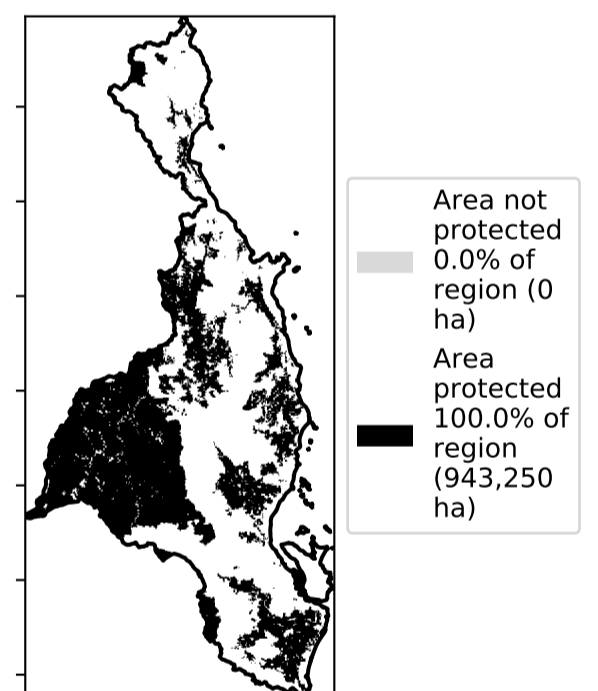 Area not
protected
0.0% of
region (0
ha)
Area
protected
100.0% of
region
(943,250
ha)